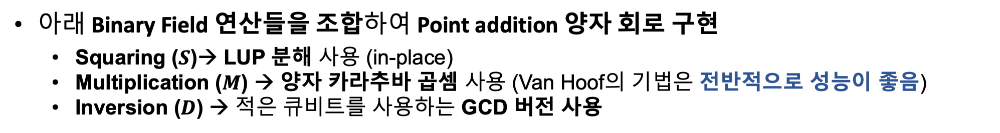 • 아래 Binary Field 연산들을 조합하여 Point addition 양자 회로 구현
• Squaring (S)→ LUP 분해 사용 (in-place)
• Multiplication (M) → 양자 카라추바 곱셈 사용 (Van Hoof의 기법은 전반적으로 성능이 좋음)
• Inversion (D) → 적은 큐비트를 사용하는 GCD 버전 사용